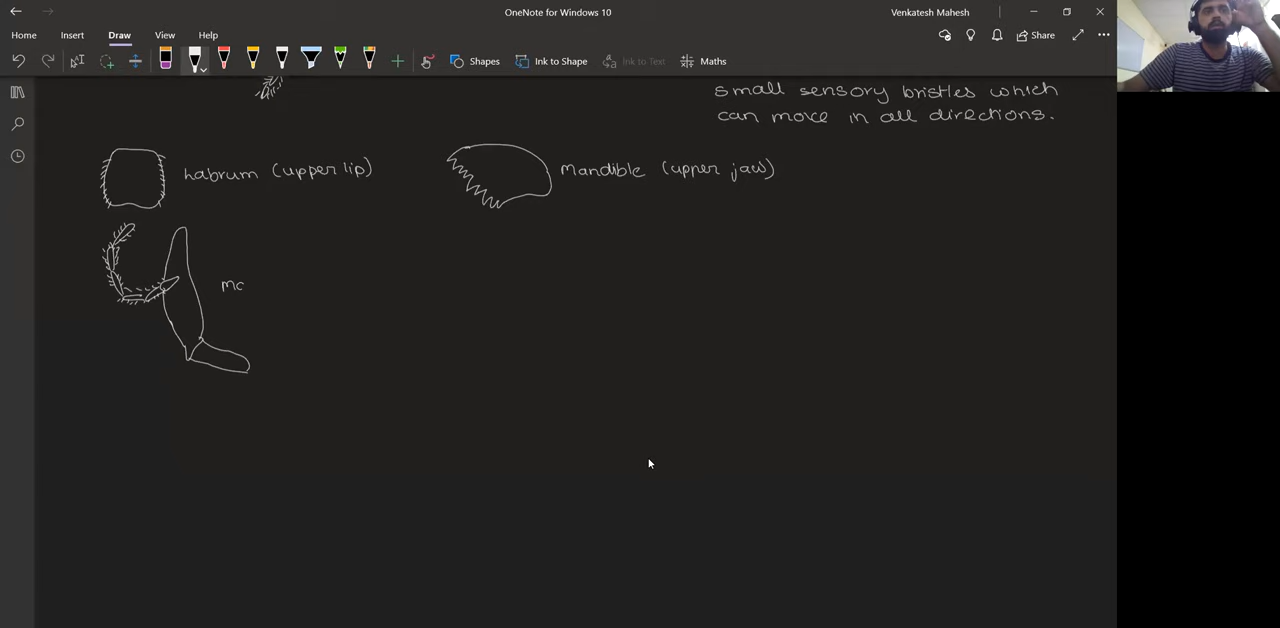 OneNote for Windows 10
Venkatesh Mahesh
Home Insert Draw View Help
Share
Shapes Ink to Shape Ink to Text Maths
small sensory bristles which
can move in all directions.
Labrum (upper lip)
Mandible (upper jaw)
Ma